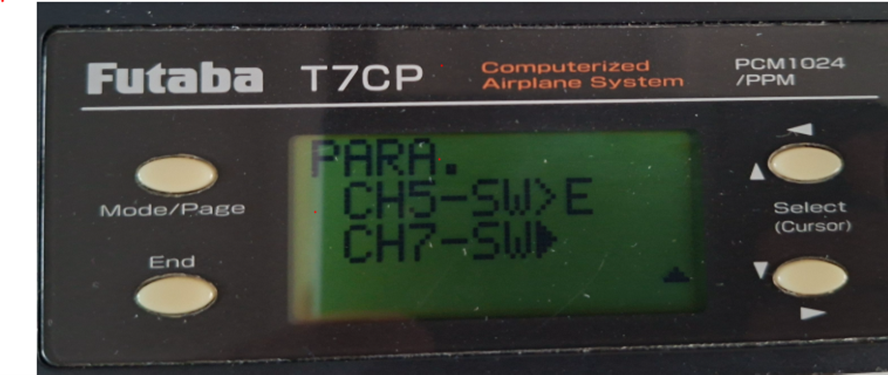 Futaba T7CP Computerized Airplane System PCM1024 /PPM
Mode/Page
End
PARA.
CH5-SW>E
CH7-SW
Select
(Cursor)